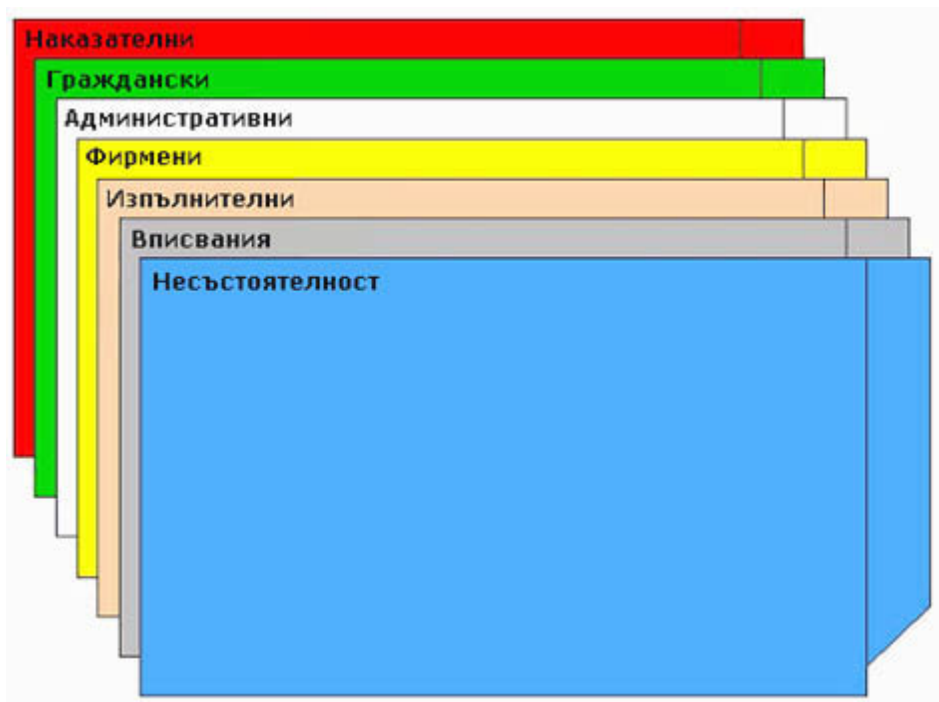 Наказателни
Граждански
Административни
Фирмени
Изпълнителни
Вписвания
Несъстоятелност